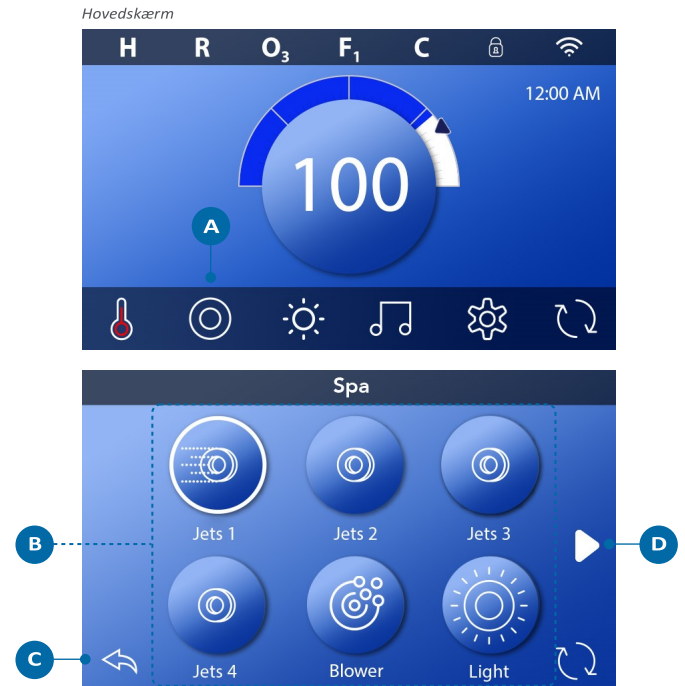 Hovedskærm
H R O₃ F₁ C
12:00 AM
100
A
Spa
Jets 1 Jets 2 Jets 3
B
D
Jets 4 Blower Light
C